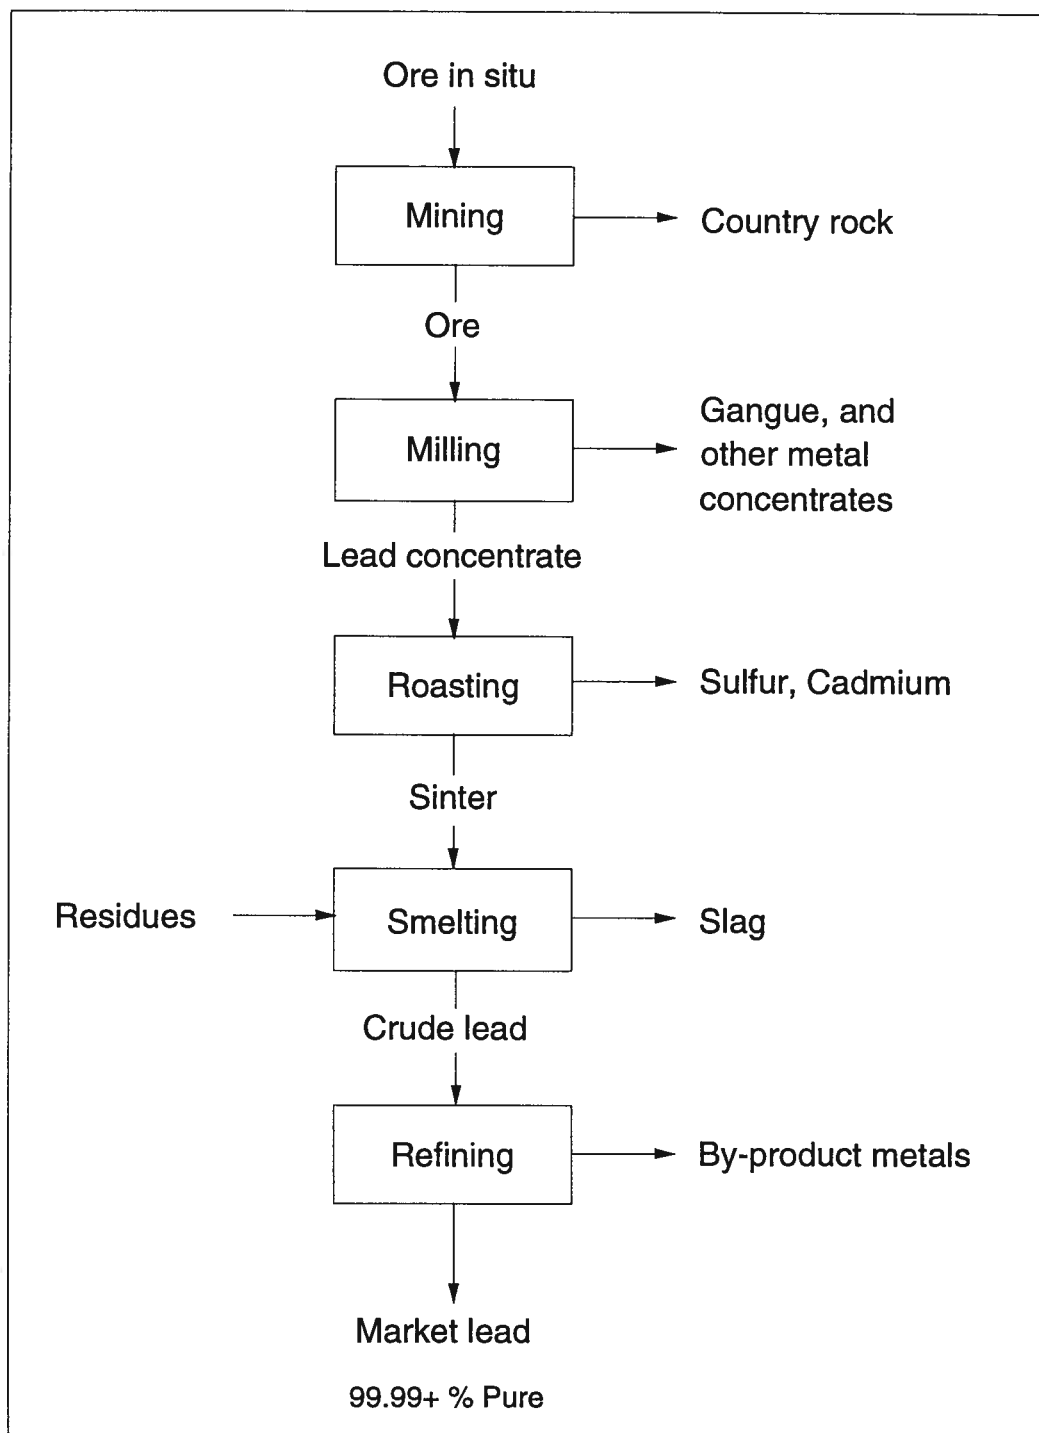 Ore in situ
Mining
Country rock
Ore
Milling
Gangue, and
other metal
concentrates
Lead concentrate
Roasting
Sulfur, Cadmium
Sinter
Residues
Smelting
Slag
Crude lead
Refining
By-product metals
Market lead
99.99+ % Pure